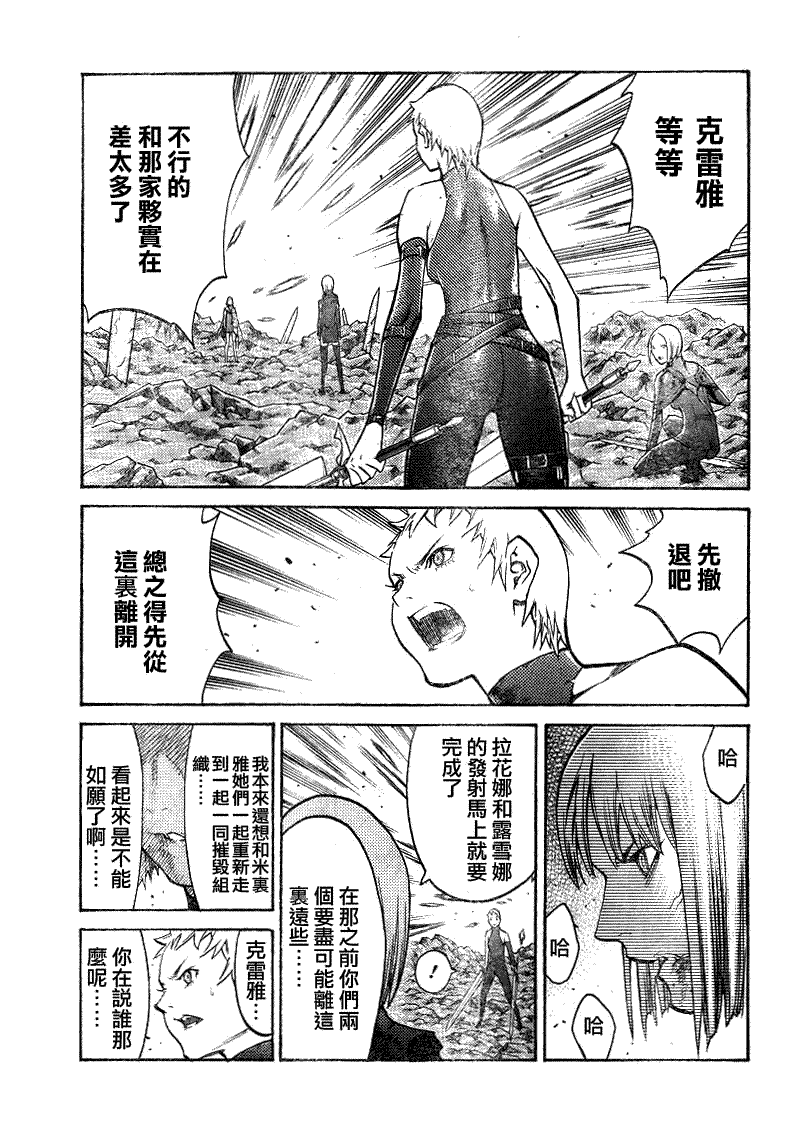 克雷雅
等等
不行的
和那家夥實在
差太多了
先撤
退吧
總之得先從
這裏離開
哈
哈
哈
拉花娜和露雪娜
的發射馬上就要
完成了
在那之前你們兩
個要盡可能離這
裏遠些……
！
我本來還想和米裏
雅她們一起重新走
到一起一同摧毀組
織……
看起來是不能
如願了啊……
克雷雅…
你在説誰那
麼呢……